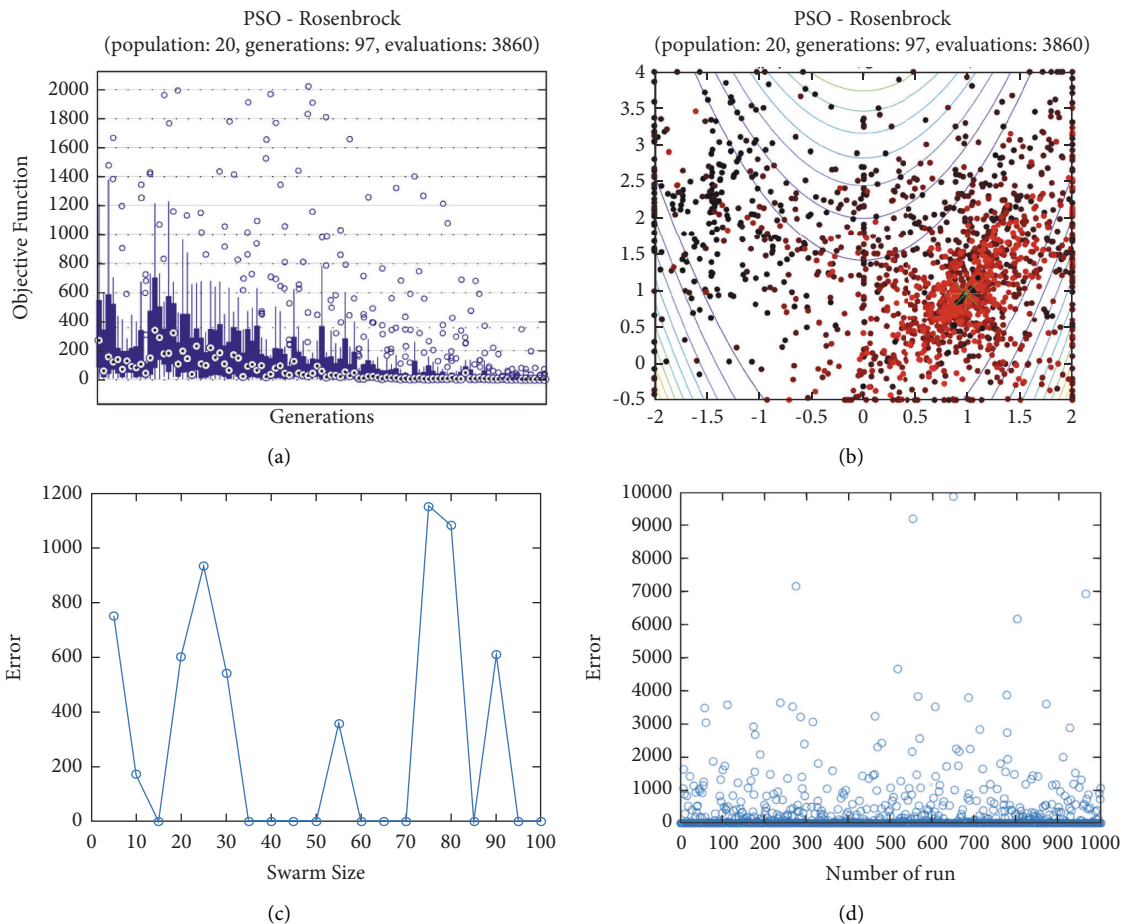 PSO - Rosenbrock
(population: 20, generations: 97, evaluations: 3860)
2000
1800
1600
1400
1200
1000
800
600
400
200
0
Objective Function
Generations
(a)
PSO - Rosenbrock
(population: 20, generations: 97, evaluations: 3860)
4
3.5
3
2.5
2
1.5
1
0.5
0
-0.5
-2 -1.5 -1 -0.5 0 0.5 1 1.5 2
(b)
1200
1000
800
600
400
200
0
Error
0 10 20 30 40 50 60 70 80 90 100
Swarm Size
(c)
10000
9000
8000
7000
6000
5000
4000
3000
2000
1000
0
Error
0 100 200 300 400 500 600 700 800 900 1000
Number of run
(d)